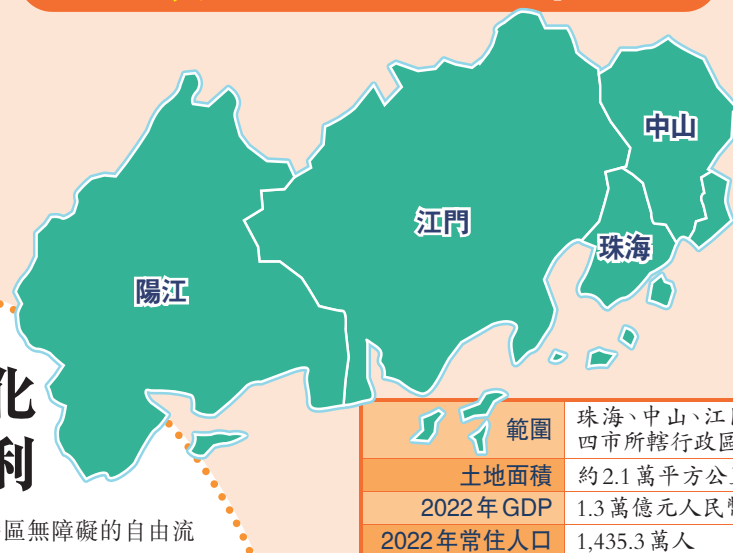 中山
江門
珠海
陽江
化
利
區無障礙的自由流
範圍
珠海、中山、江
四市所轄行政區
土地面積
約2.1萬平方公
2022年GDP
1.3萬億元人民幣
2022年常住人口
1,435.3萬人